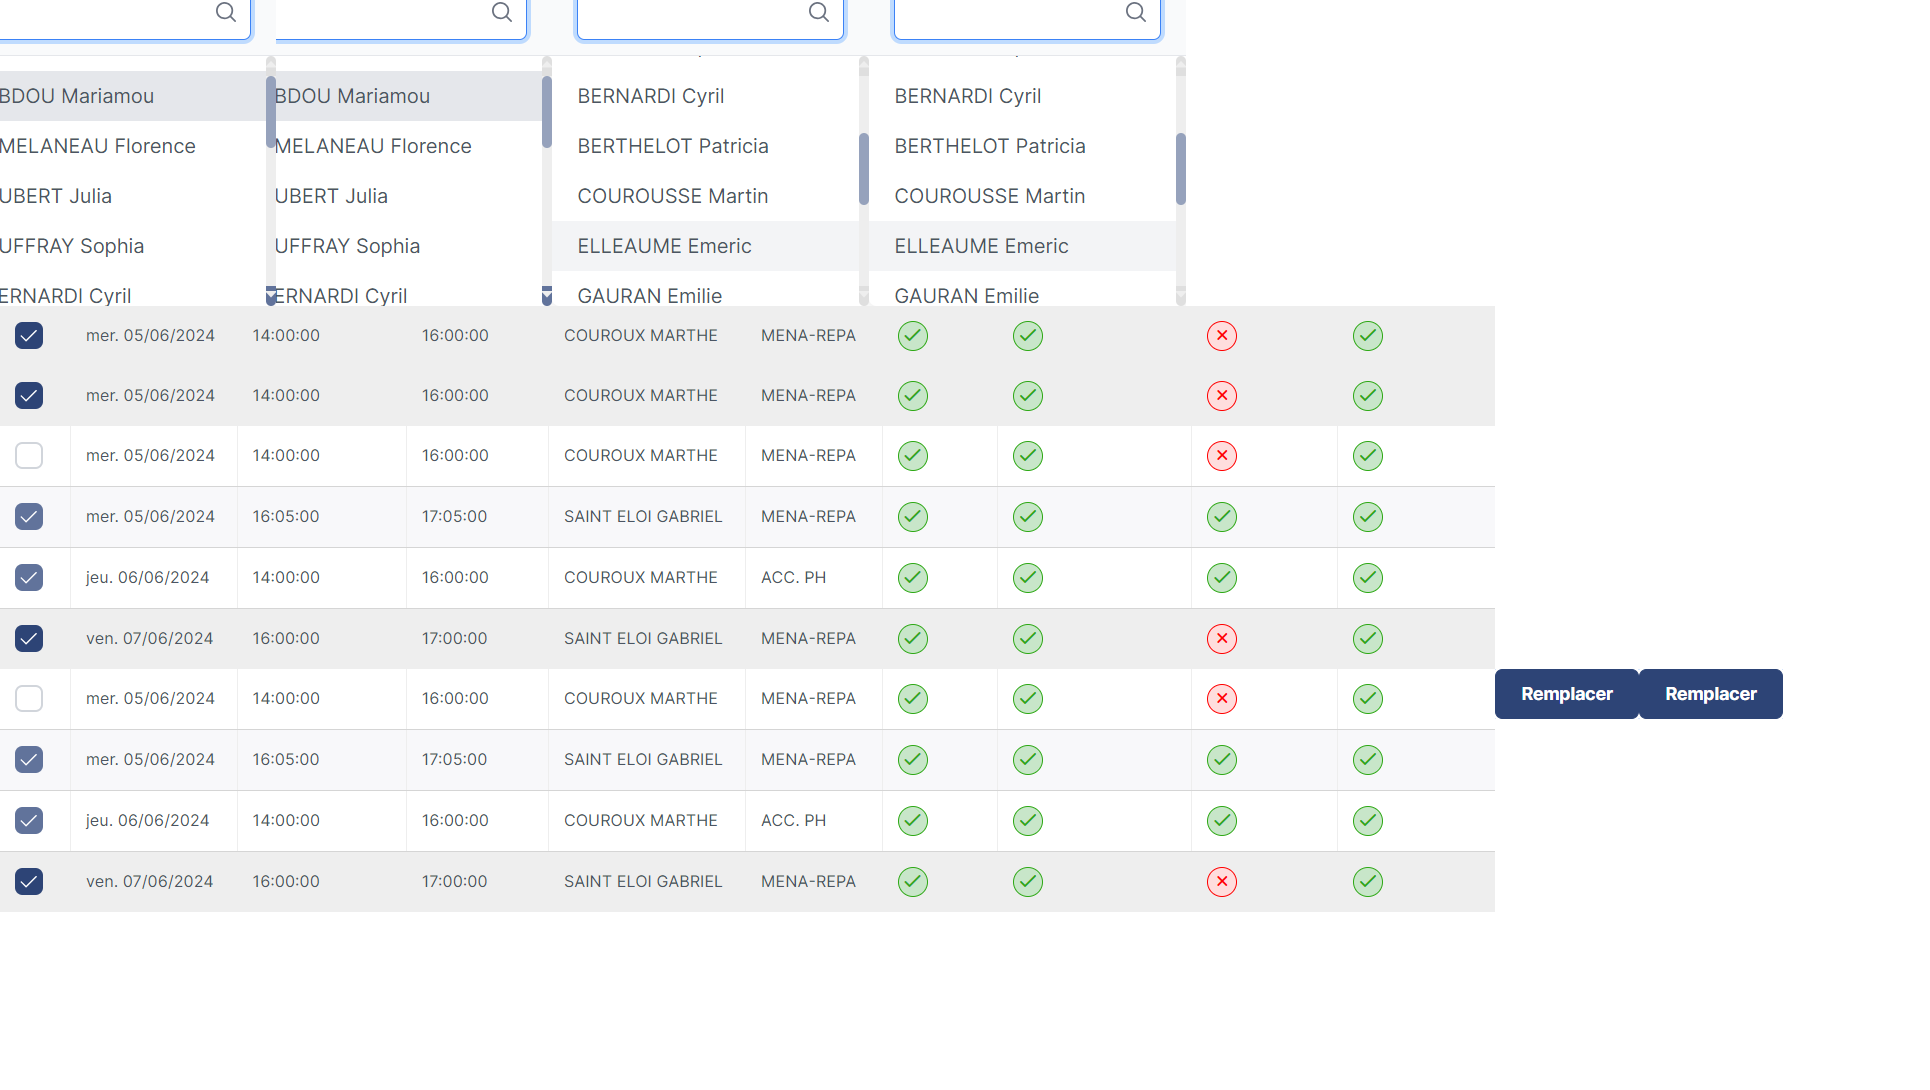 BDOU Mariamou BDOU Mariamou BERNARDI Cyril BERNARDI Cyril
MELANEAU Florence MELANEAU Florence BERTHELOT Patricia BERTHELOT Patricia
UBERT Julia UBERT Julia COUROUSSE Martin COUROUSSE Martin
UFFRAY Sophia UFFRAY Sophia ELLEAUME Emeric ELLEAUME Emeric
ERNARDI Cyril ERNARDI Cyril GAURAN Emilie GAURAN Emilie
mer. 05/06/2024 14:00:00 16:00:00 COUROUX MARTHE MENA-REPA
mer. 05/06/2024 14:00:00 16:00:00 COUROUX MARTHE MENA-REPA
mer. 05/06/2024 14:00:00 16:00:00 COUROUX MARTHE MENA-REPA
mer. 05/06/2024 16:05:00 17:05:00 SAINT ELOI GABRIEL MENA-REPA
jeu. 06/06/2024 14:00:00 16:00:00 COUROUX MARTHE ACC. PH
ven. 07/06/2024 16:00:00 17:00:00 SAINT ELOI GABRIEL MENA-REPA
mer. 05/06/2024 14:00:00 16:00:00 COUROUX MARTHE MENA-REPA Remplacer Remplacer
mer. 05/06/2024 16:05:00 17:05:00 SAINT ELOI GABRIEL MENA-REPA
jeu. 06/06/2024 14:00:00 16:00:00 COUROUX MARTHE ACC. PH
ven. 07/06/2024 16:00:00 17:00:00 SAINT ELOI GABRIEL MENA-REPA